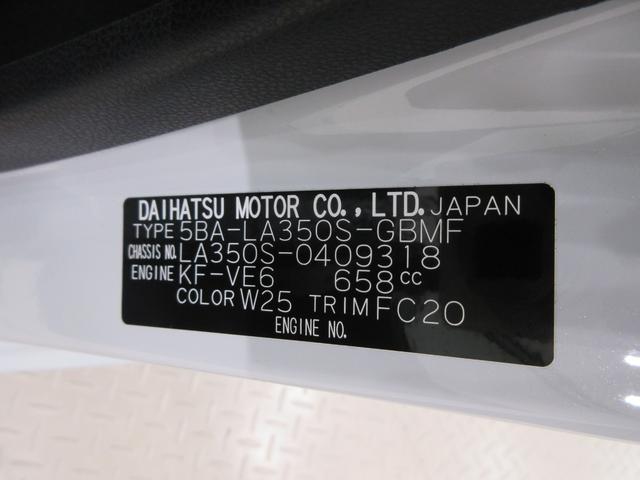 DAIHATSU MOTOR CO.,LTD. JAPAN
TYPE 5BA-LA350S-GBMF
CHASSIS NO. LA350S-0409318
ENGINE KF-VE6 658cc
COLOR W25 TRIM FC20
ENGINE NO.